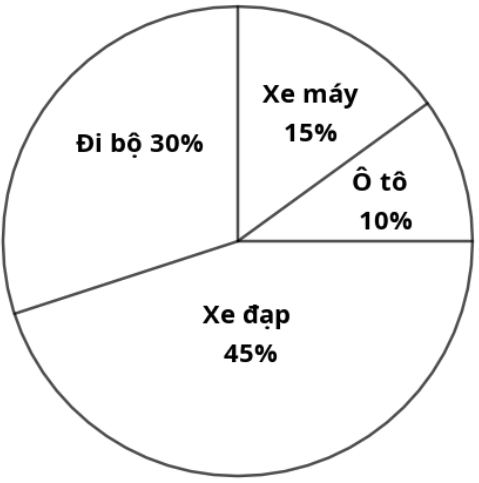 Xe máy
15%
Đi bộ 30%
Ô tô
10%
Xe đạp
45%